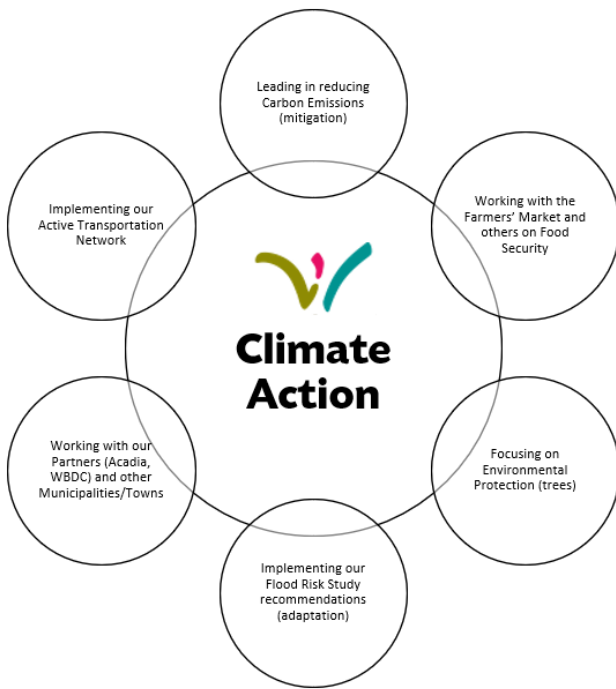 Leading in reducing
Carbon Emissions
(mitigation)
Implementing our
Active Transportation
Network
Working with the
Farmers’ Market and
others on Food
Security
Climate
Action
Working with our
Partners (Acadia,
WBDC) and other
Municipalities/Towns
Focusing on
Environmental
Protection (trees)
Implementing our
Flood Risk Study
recommendations
(adaptation)